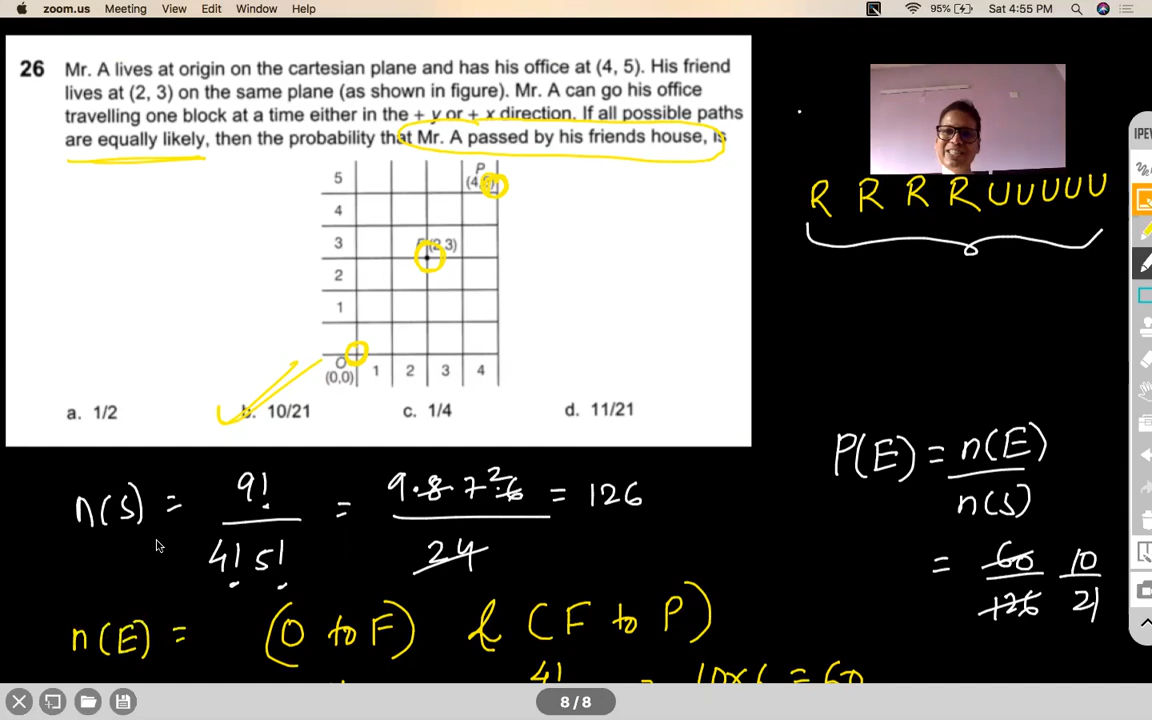 zoom.us Meeting View Edit Window Help 95% Sat 4:55 PM
26 Mr. A lives at origin on the cartesian plane and has his office at (4, 5). His friend
lives at (2, 3) on the same plane (as shown in figure). Mr. A can go his office
travelling one block at a time either in the + y or + x direction. If all possible paths
are equally likely, then the probability that Mr. A passed by his friends house, is
R R R R U U U U U
P
5 (4,5)
4
3 F (2,3)
2
1
O
(0,0) 1 2 3 4
a. 1/2 b. 10/21 c. 1/4 d. 11/21
P(E) = n(E)
n(S)
= 60 10
126 21
n(S) = 9! = 9.8.7.6 2 = 126
4! 5! 24
n(E) = (O to F) & (F to P)
4! = 10x6 = 60
8/8
IPEV